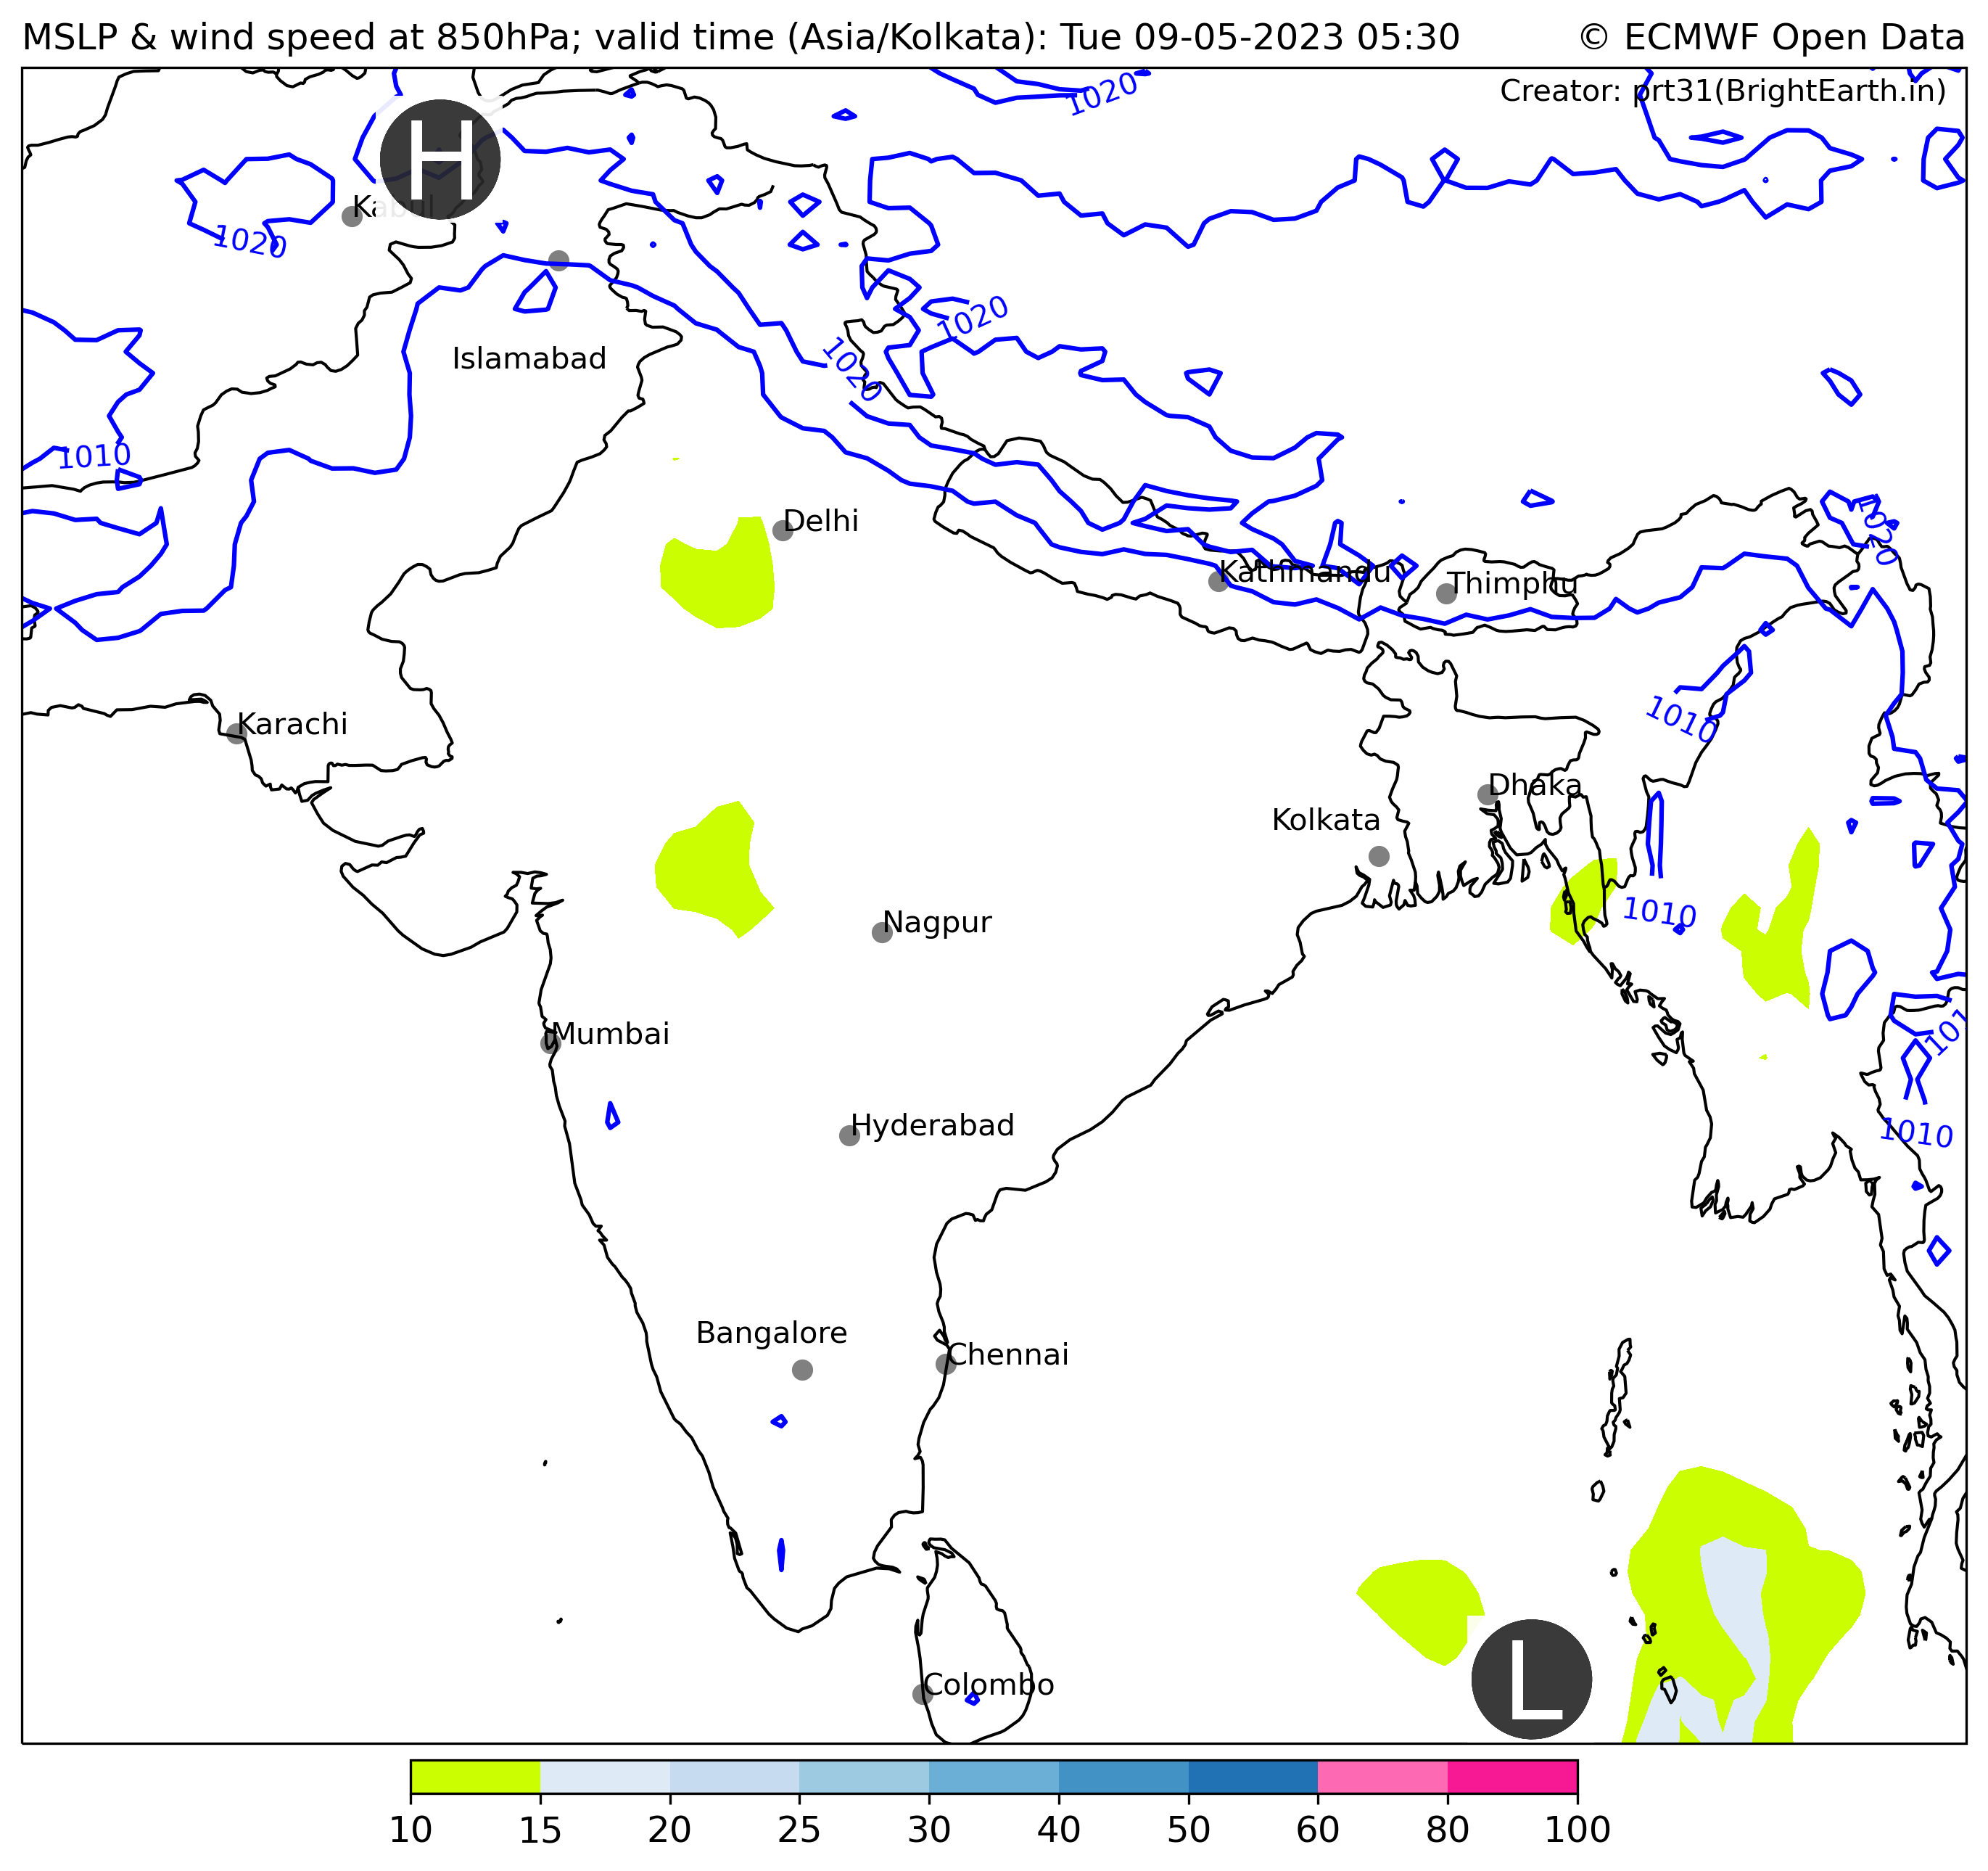 MSLP & wind speed at 850hPa; valid time (Asia/Kolkata): Tue 09-05-2023 05:30
© ECMWF Open Data
Creator: prt31(BrightEarth.in)
1020
H
Kabul
1020
1020
Islamabad
1020
1010
Delhi
1020
Kathmandu
Thimphu
Karachi
1010
Dhaka
Kolkata
Nagpur
1010
Mumbai
101
Hyderabad
1010
Bangalore
Chennai
Colombo
L
10 15 20 25 30 40 50 60 80 100